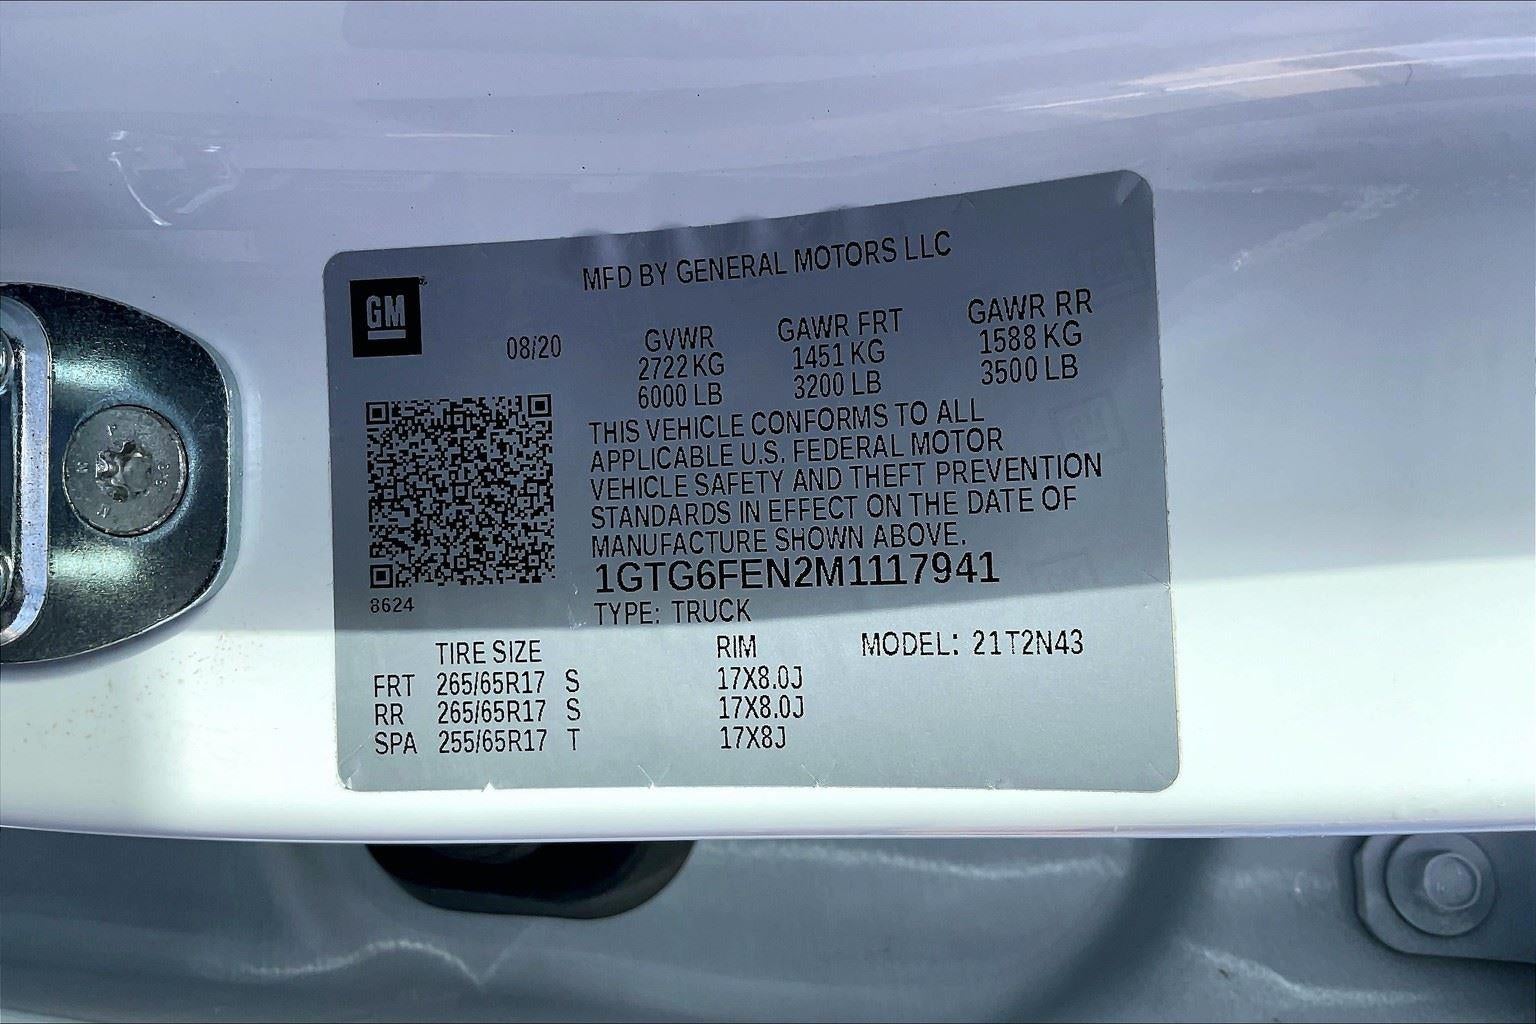 MFD BY GENERAL MOTORS LLC
GM
08/20
GVWR GAWR FRT GAWR RR
2722 KG 1451 KG 1588 KG
6000 LB 3200 LB 3500 LB
THIS VEHICLE CONFORMS TO ALL
APPLICABLE U.S. FEDERAL MOTOR
VEHICLE SAFETY AND THEFT PREVENTION
STANDARDS IN EFFECT ON THE DATE OF
MANUFACTURE SHOWN ABOVE.
1GTG6FEN2M1117941
8624
TYPE: TRUCK
TIRE SIZE RIM MODEL: 21T2N43
FRT 265/65R17 S 17X8.0J
RR 265/65R17 S 17X8.0J
SPA 255/65R17 T 17X8J